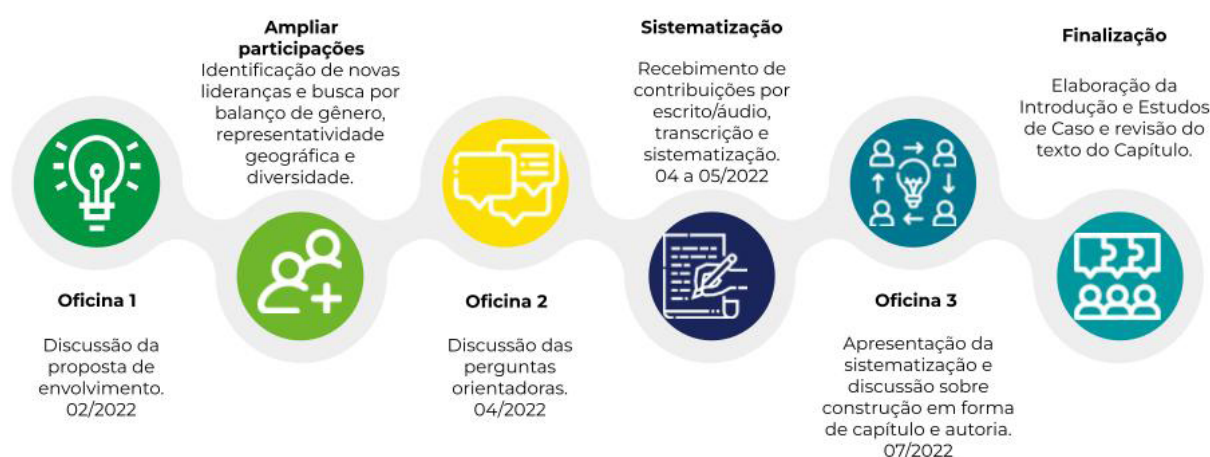 Oficina 1
Discussão da
proposta de
envolvimento.
02/2022
Ampliar
participações
Identificação de novas
lideranças e busca por
balanço de gênero,
representatividade
geográfica e
diversidade.
Oficina 2
Discussão das
perguntas
orientadoras.
04/2022
Sistematização
Recebimento de
contribuições por
escrito/áudio,
transcrição e
sistematização.
04 a 05/2022
Oficina 3
Apresentação da
sistematização e
discussão sobre
construção em forma
de capítulo e autoria.
07/2022
Finalização
Elaboração da
Introdução e Estudos
de Caso e revisão do
texto do Capítulo.